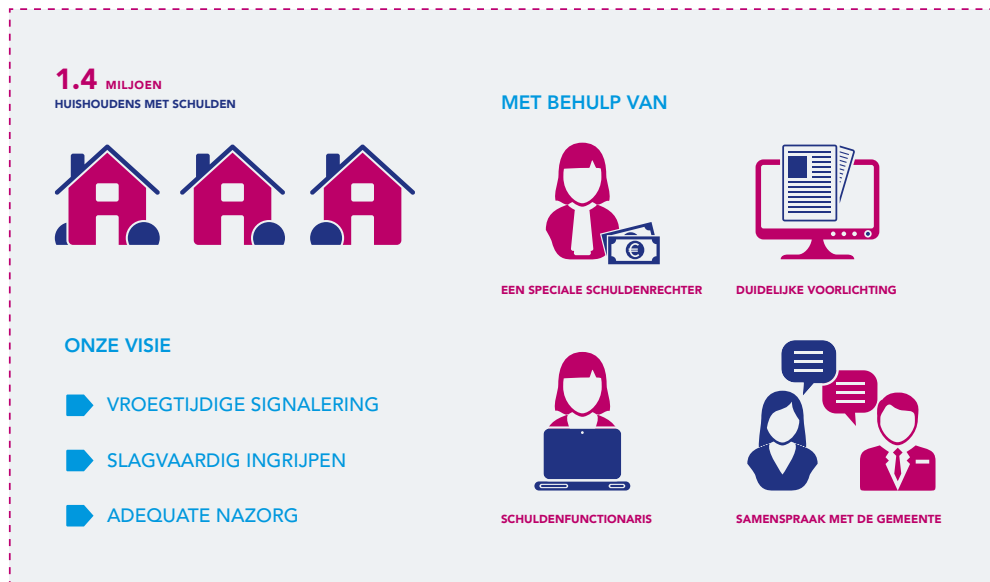 1.4 MILJOEN
HUISHOUDENS MET SCHULDEN
ONZE VISIE
VROEGTIJDIGE SIGNALERING
SLAGVAARDIG INGRIJPEN
ADEQUATE NAZORG
MET BEHULP VAN
EEN SPECIALE SCHULDENRECHTER
DUIDELIJKE VOORLICHTING
SCHULDENFUNCTIONARIS
SAMENSPRAAK MET DE GEMEENTE